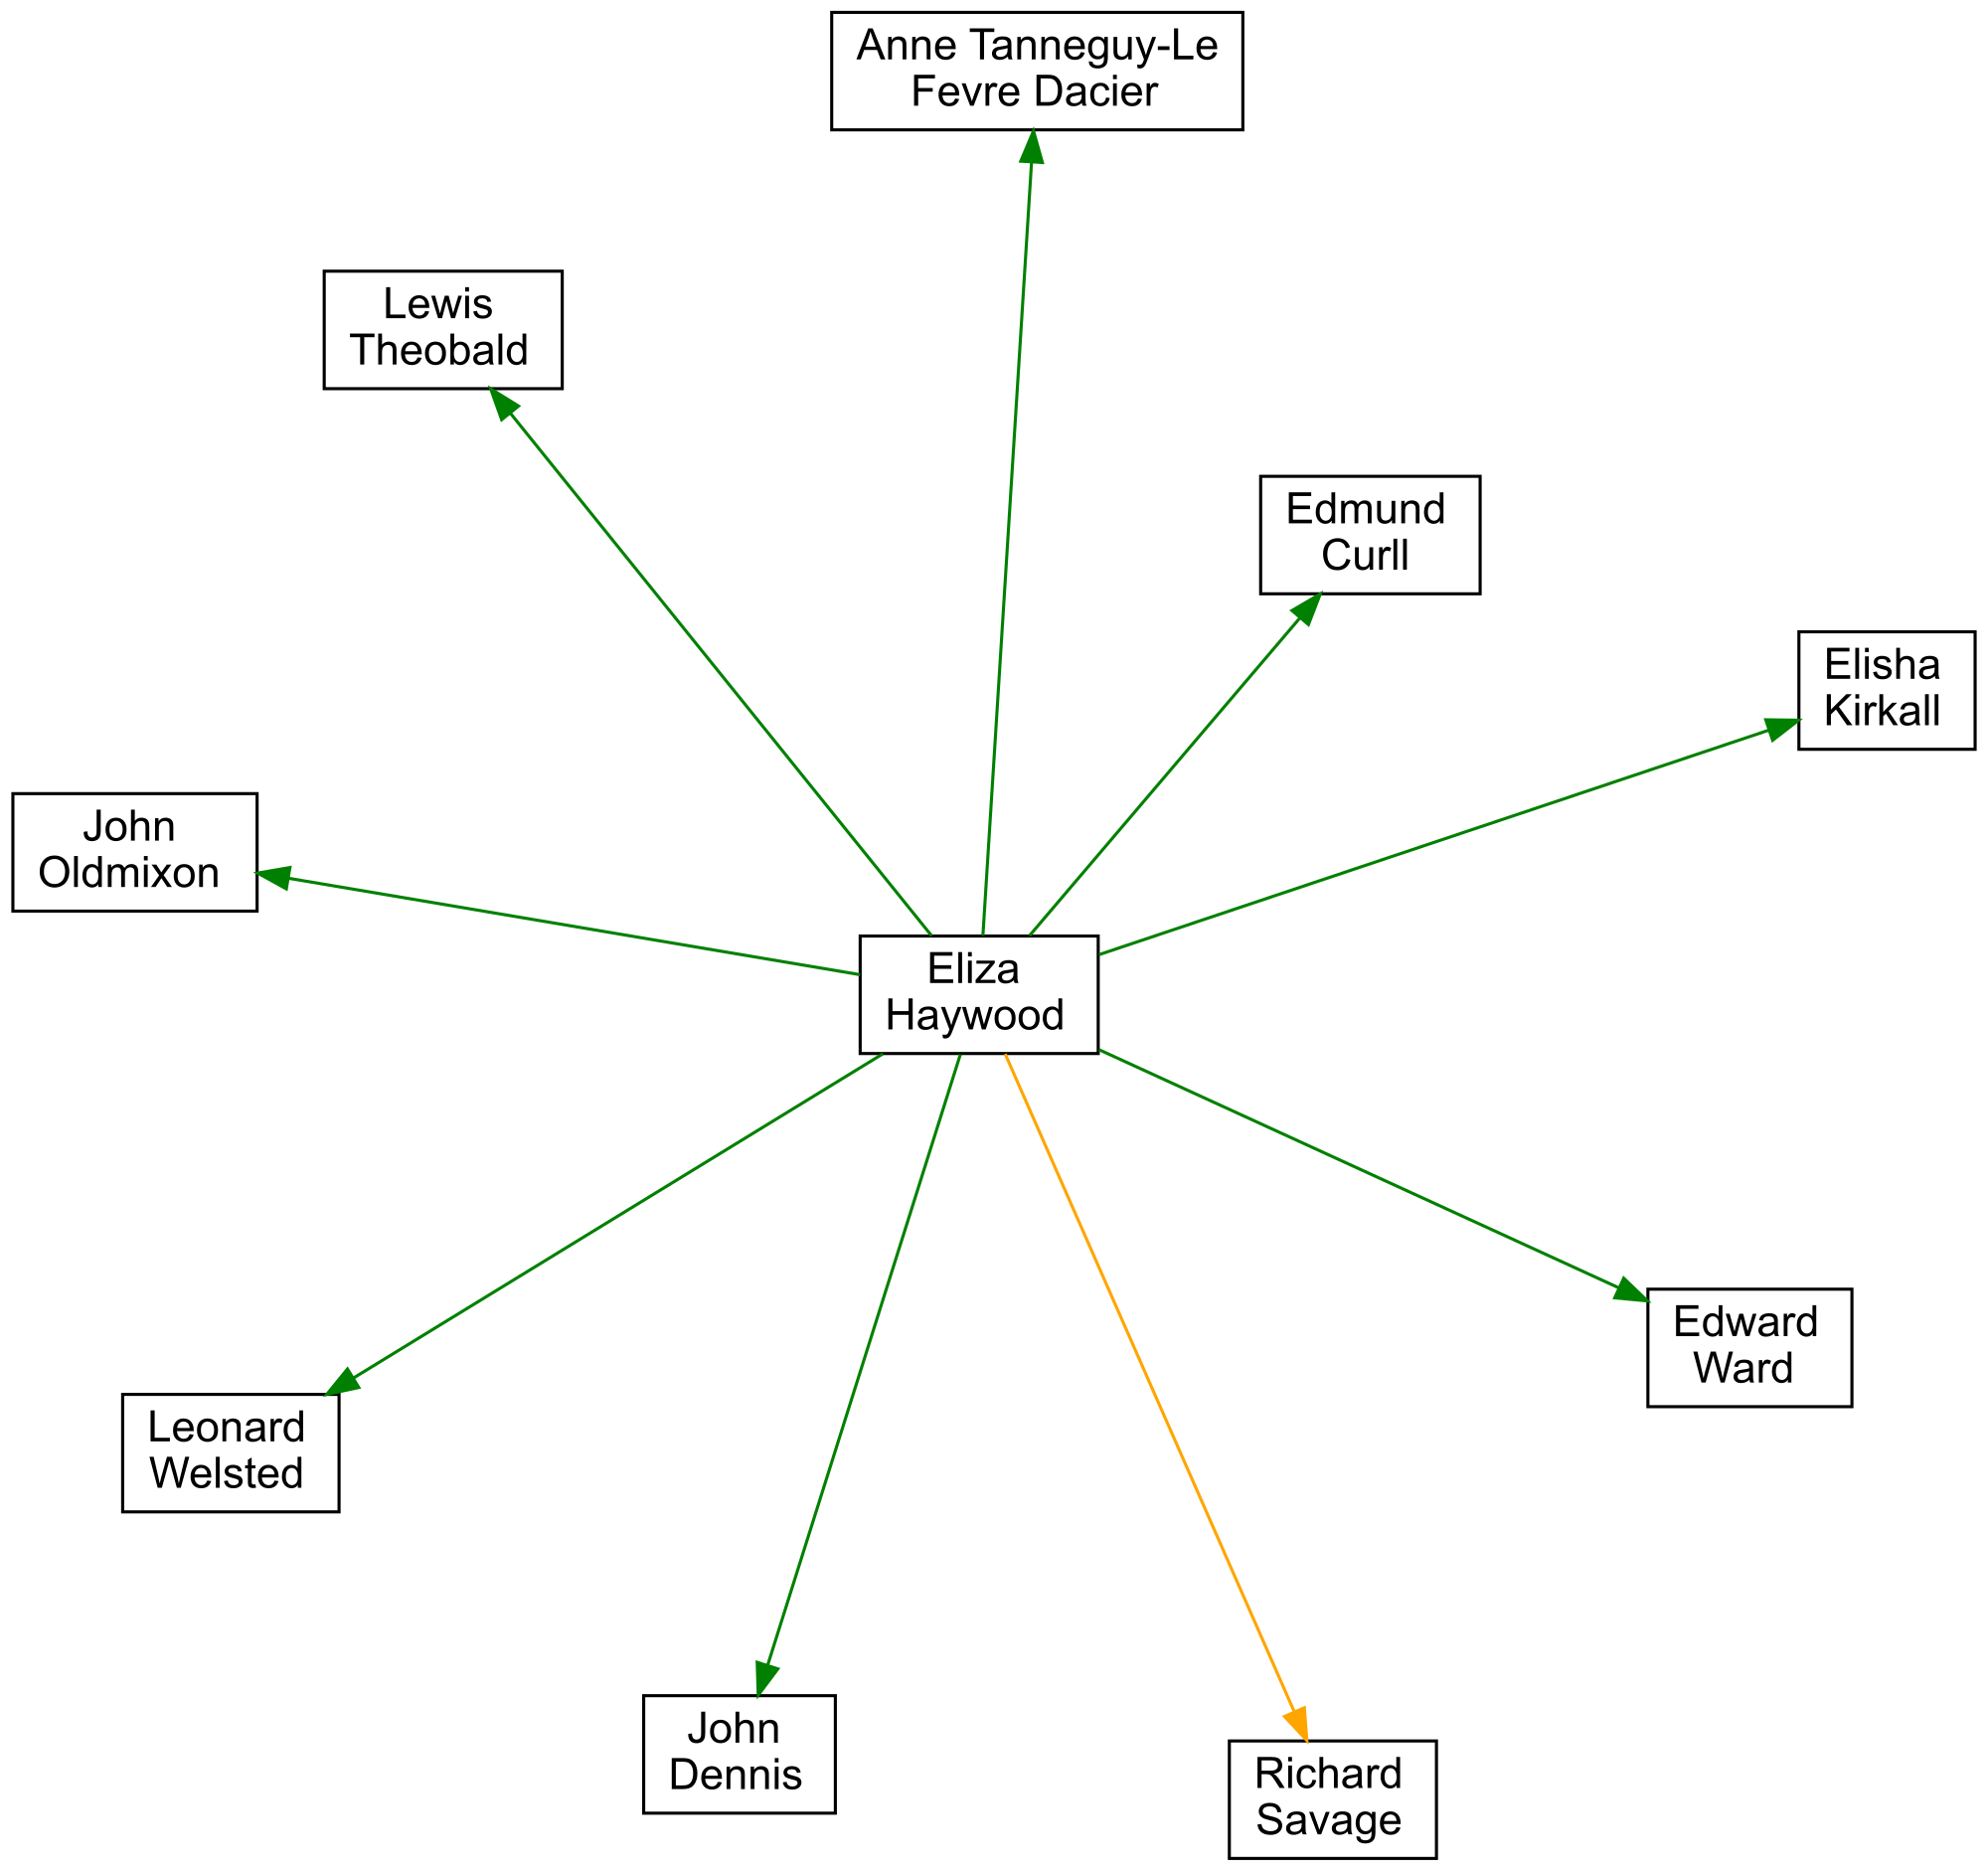 Anne Tanneguy-Le
Fevre Dacier
Lewis
Theobald
Edmund
Curll
Elisha
Kirkall
John
Oldmixon
Eliza
Haywood
Edward
Ward
Leonard
Welsted
John
Dennis
Richard
Savage